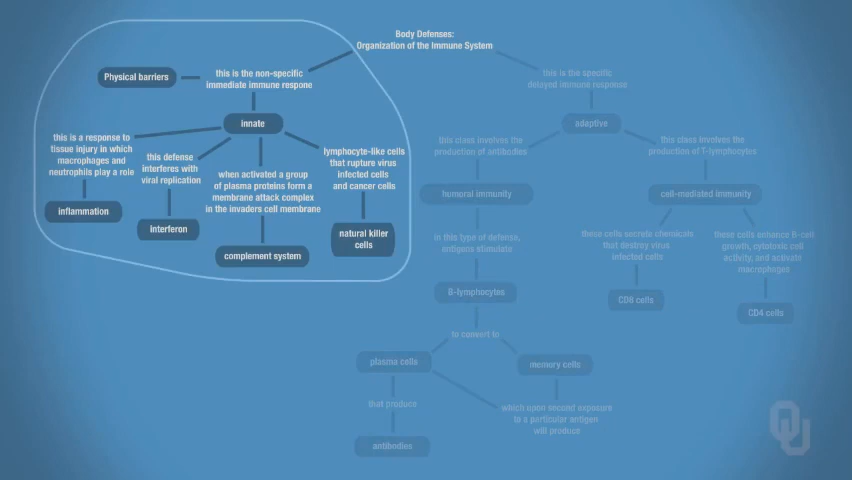 Body Defenses:
Organization of the Immune System
Physical barriers
this is the non-specific
immediate immune respone
innate
this is a response to
tissue injury in which
macrophages and
neutrophils play a role
inflammation
this defense
interferes with
viral replication
interferon
when activated a group
of plasma proteins form a
membrane attack complex
in the invaders cell membrane
complement system
lymphocyte-like cells
that rupture virus
infected cells
and cancer cells
natural killer
cells
this is the specific
delayed immune response
adaptive
this class involves the
production of antibodies
humoral immunity
in this type of defense,
antigens stimulate
B-lymphocytes
to convert to
plasma cells
that produce
antibodies
memory cells
which upon second exposure
to a particular antigen
will produce
this class involves the
production of T-lymphocytes
cell-mediated immunity
these cells secrete chemicals
that destroy virus
infected cells
CD8 cells
these cells enhance B-cell
growth, cytotoxic cell
activity, and activate
macrophages
CD4 cells
OU